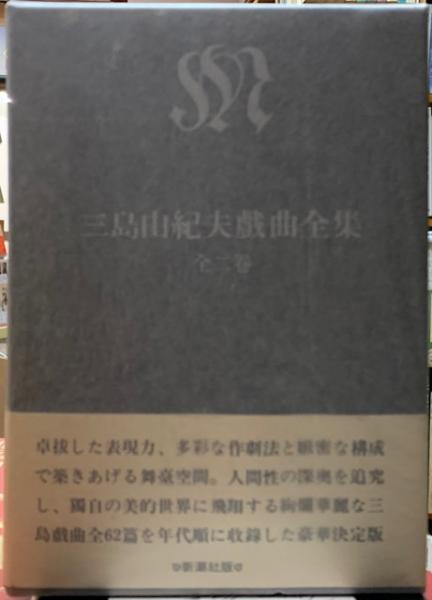 三島由紀夫戯曲全集
全二巻
卓抜した表現力、多彩な作劇法と緻密な構成
で築きあげる舞臺空間。人間性の深奥を追究
し、獨自の美的世界に飛翔する絢爛華麗な三
島戯曲全62篇を年代順に收錄した豪華決定版
新潮社版